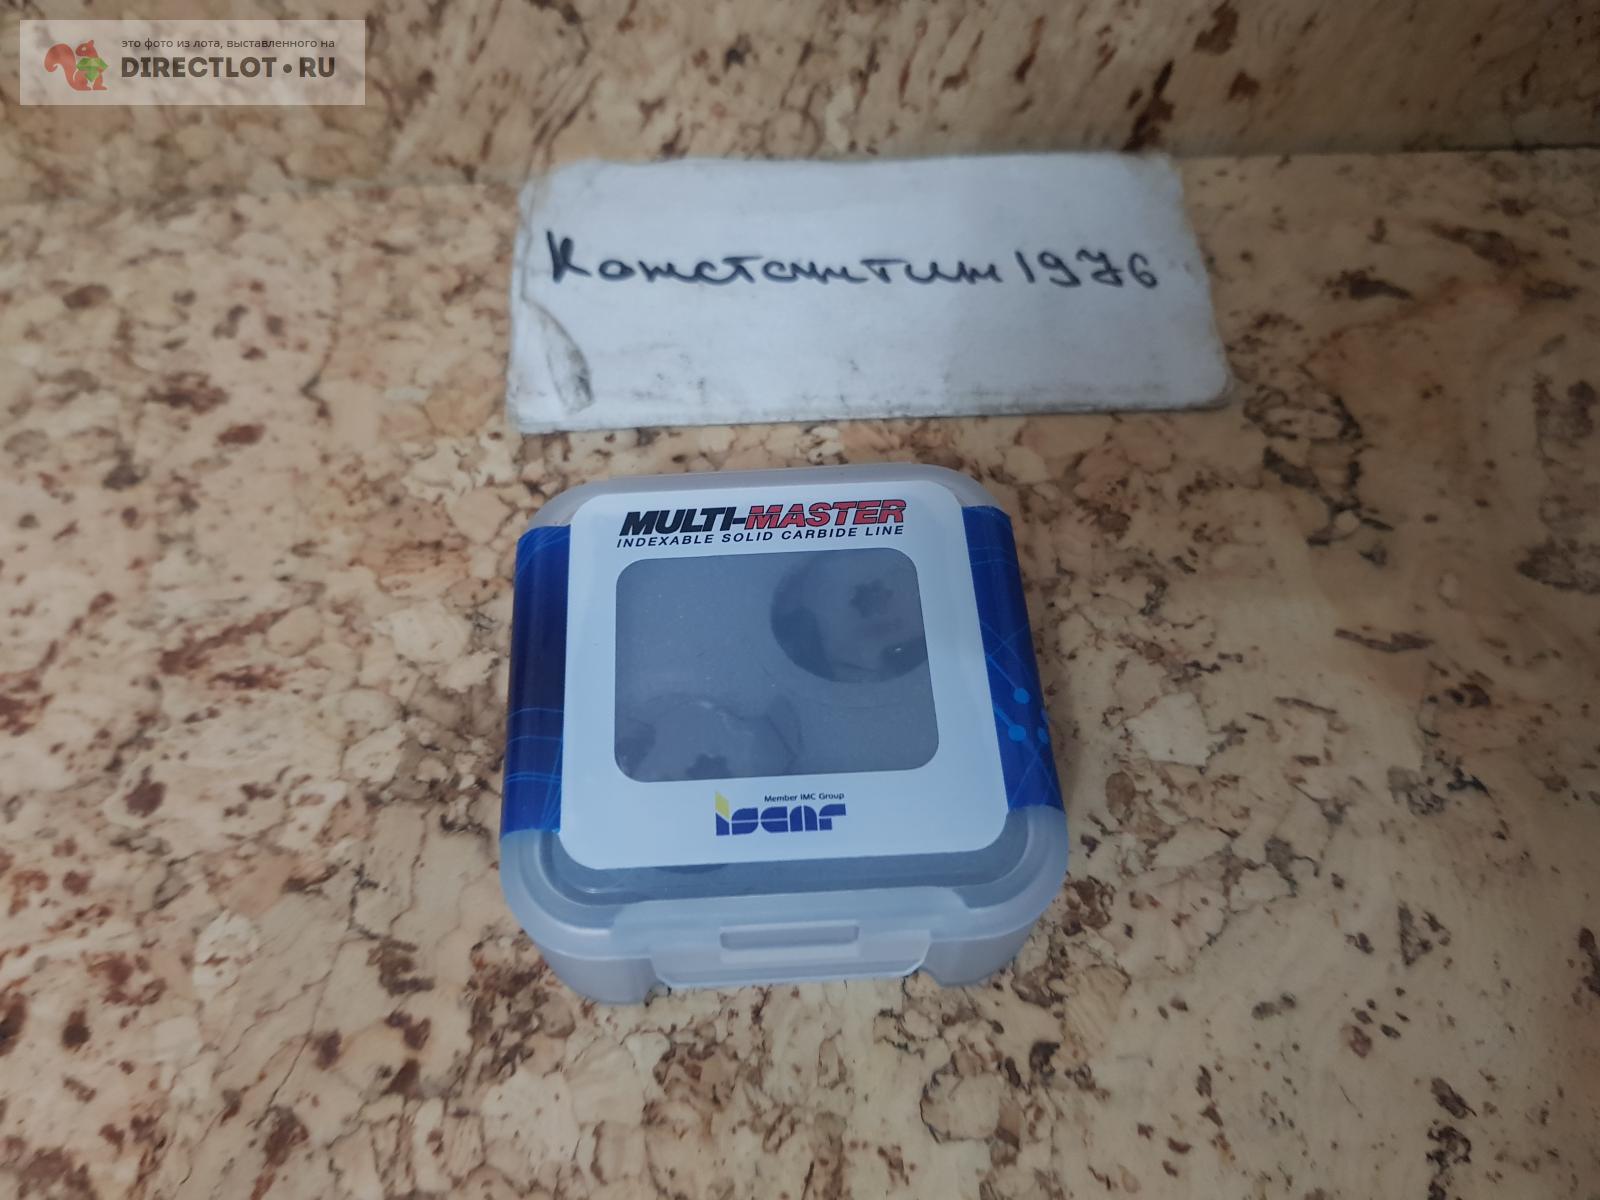 это фото из лота, выставленного на
DIRECTLOT•RU
Константин 1976
MULTI-MASTER
INDEXABLE SOLID CARBIDE LINE
Member IMC Group
iscar